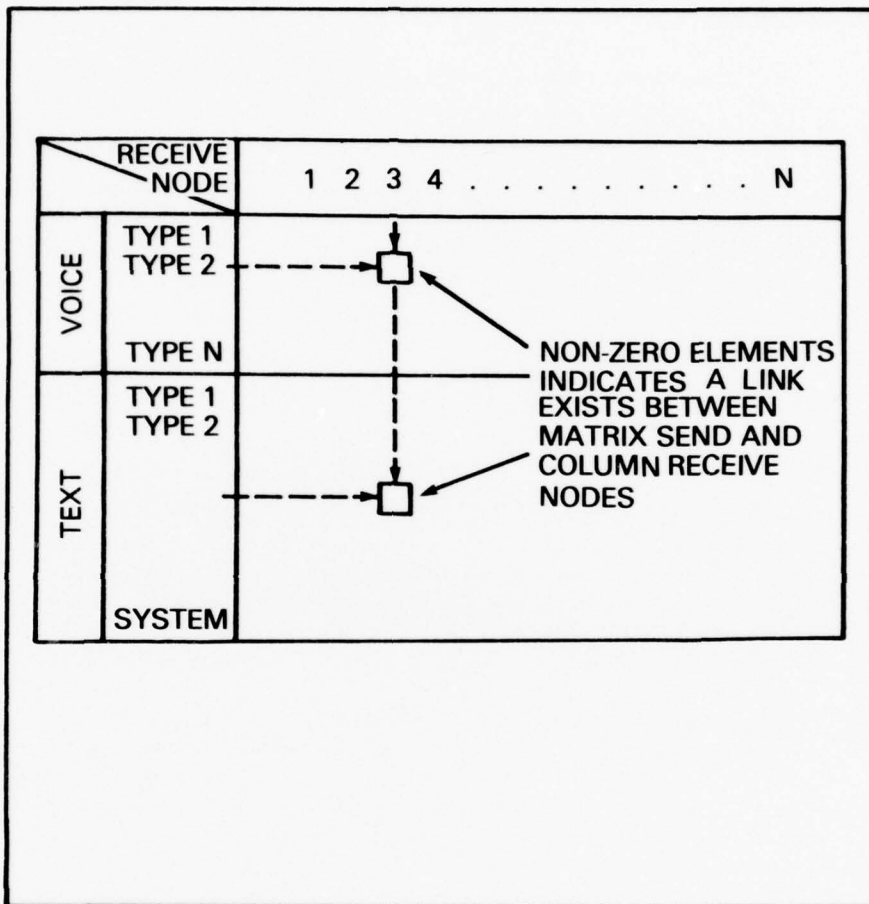 RECEIVE
NODE
1 2 3 4 . . . . . . . . . . N
VOICE
TYPE 1
TYPE 2
TYPE N
TEXT
TYPE 1
TYPE 2
SYSTEM
NON-ZERO ELEMENTS
INDICATES A LINK
EXISTS BETWEEN
MATRIX SEND AND
COLUMN RECEIVE
NODES